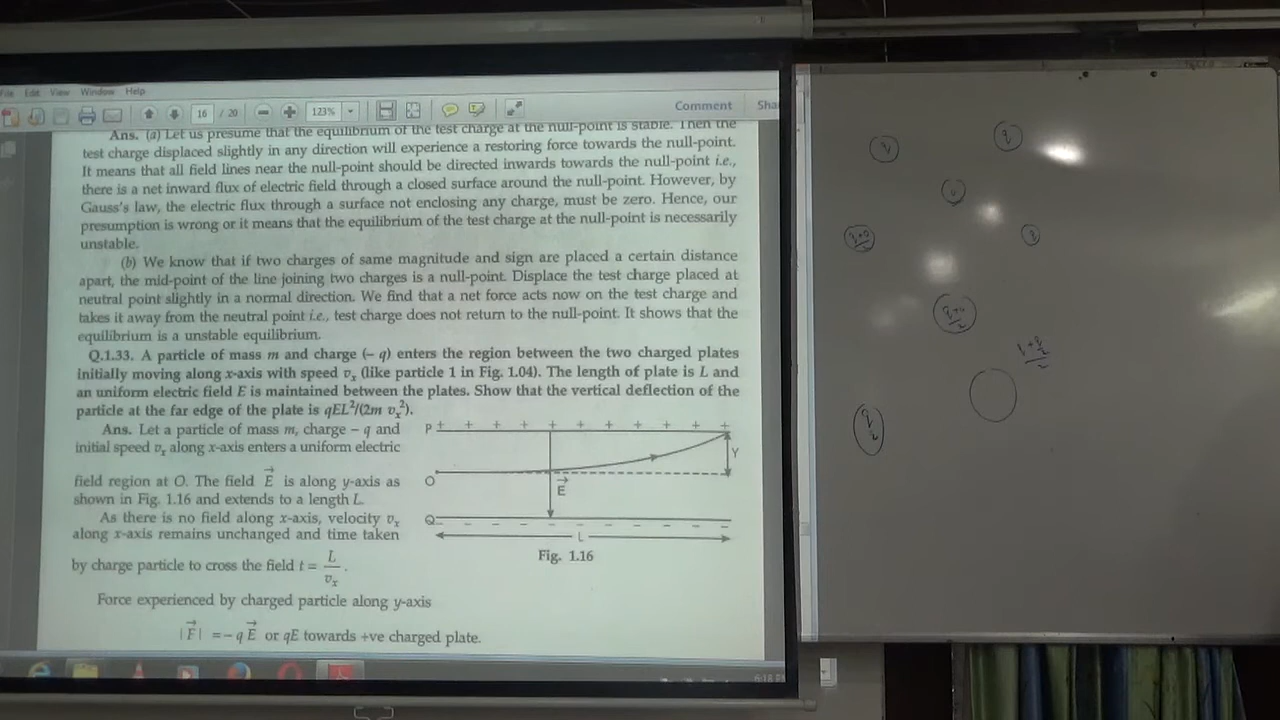 File Edit View Window Help
16 / 20
123%
Comment
Sha
Ans. (a) Let us presume that the equilibrium of the test charge at the null-point is stable. Then the
test charge displaced slightly in any direction will experience a restoring force towards the null-point.
It means that all field lines near the null-point should be directed inwards towards the null-point i.e.,
there is a net inward flux of electric field through a closed surface around the null-point. However, by
Gauss's law, the electric flux through a surface not enclosing any charge, must be zero. Hence, our
presumption is wrong or it means that the equilibrium of the test charge at the null-point is necessarily
unstable.
(b) We know that if two charges of same magnitude and sign are placed a certain distance
apart, the mid-point of the line joining two charges is a null-point. Displace the test charge placed at
neutral point slightly in a normal direction. We find that a net force acts now on the test charge and
takes it away from the neutral point i.e., test charge does not return to the null-point. It shows that the
equilibrium is a unstable equilibrium.
Q.1.33. A particle of mass m and charge (– q) enters the region between the two charged plates
initially moving along x-axis with speed vₓ (like particle 1 in Fig. 1.04). The length of plate is L and
an uniform electric field E is maintained between the plates. Show that the vertical deflection of the
particle at the far edge of the plate is qEL²/(2m vₓ²).
Ans. Let a particle of mass m, charge – q and
initial speed vₓ along x-axis enters a uniform electric
field region at O. The field E⃗ is along y-axis as
shown in Fig. 1.16 and extends to a length L.
As there is no field along x-axis, velocity vₓ
along x-axis remains unchanged and time taken
by charge particle to cross the field t = L/vₓ.
Force experienced by charged particle along y-axis
|F⃗| = – q E⃗ or qE towards +ve charged plate.
P + + + + + + + + + + +
Y
O
E⃗
Q – – – – – – – – – –
L
Fig. 1.16
q
q